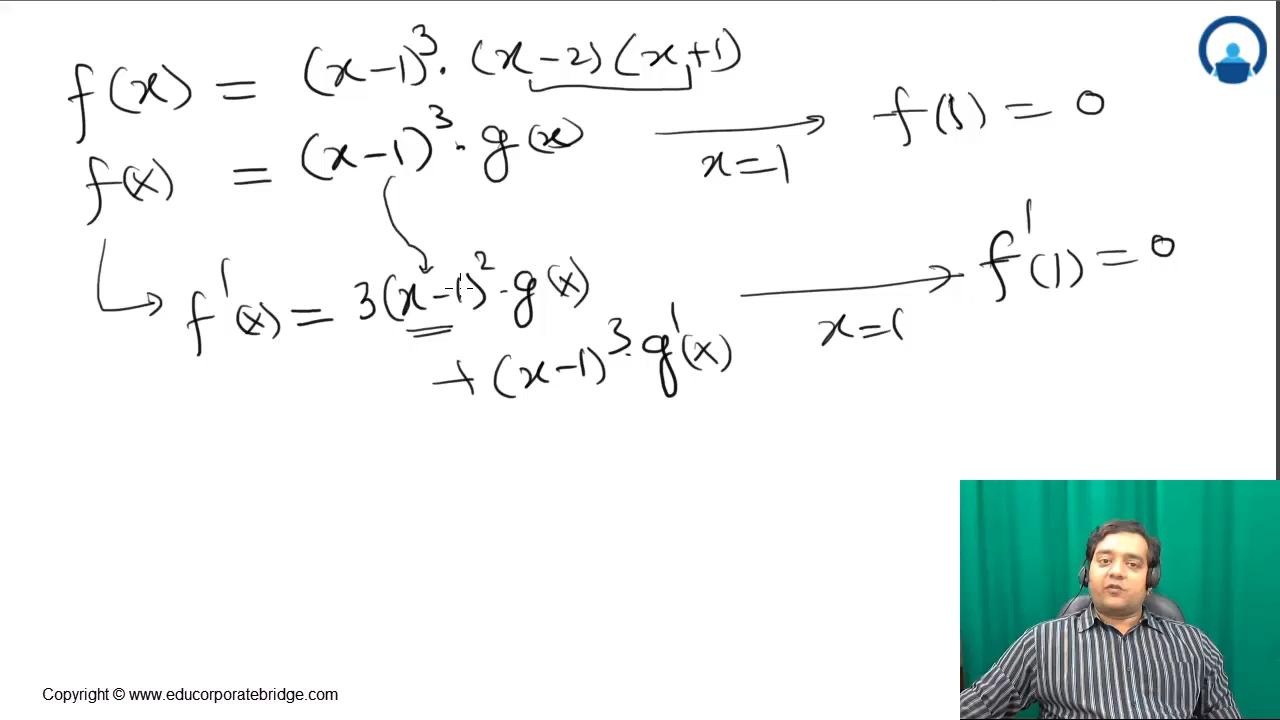 f(x) = (x-1)³ · (x-2)(x+1)
f(x) = (x-1)³ · g(x)
x=1
f(1) = 0
f'(x) = 3(x-1)² · g(x)
+ (x-1)³ · g'(x)
x=1
f'(1) = 0
Copyright © www.educorporatebridge.com